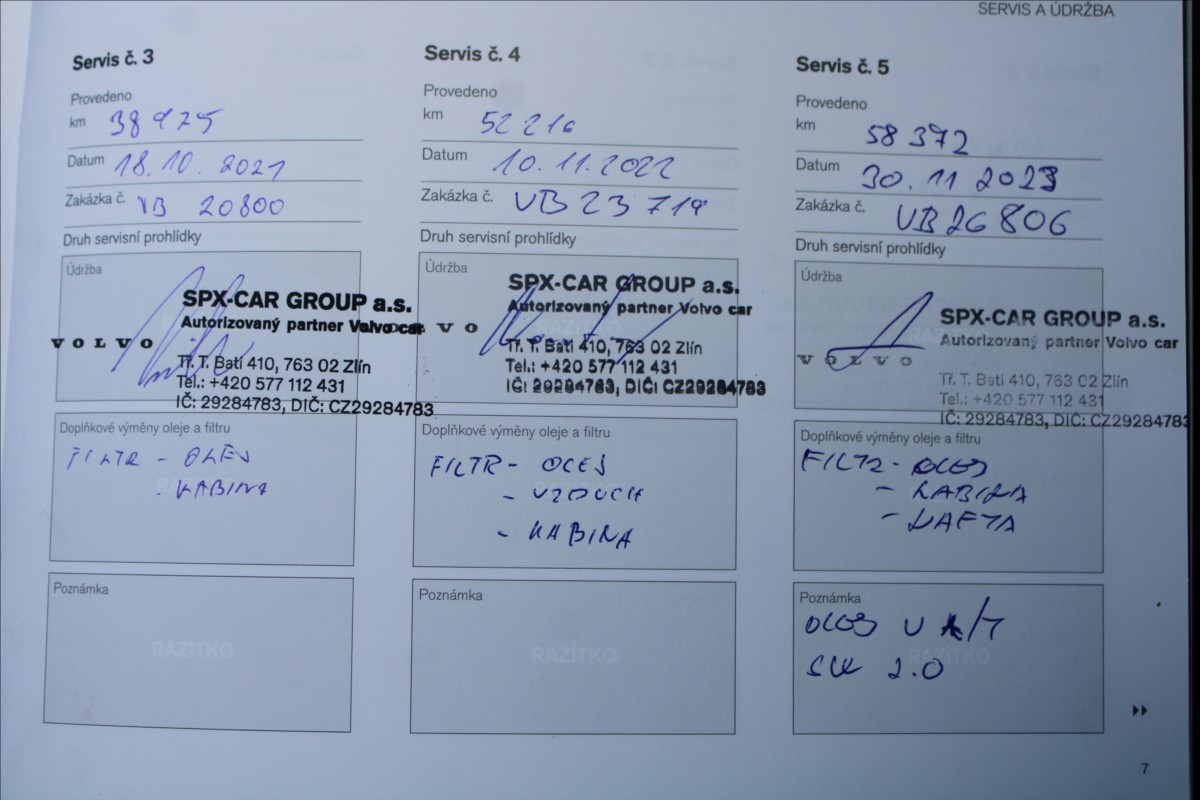 SERVIS A ÚDRŽBA
Servis č. 3
Provedeno
km 38 975
Datum 18.10.2021
Zakázka č. VB 20800
Druh servisní prohlídky
Údržba
SPX-CAR GROUP a.s.
Autorizovaný partner Volvo car
VOLVO
Tř. T. Bati 410, 763 02 Zlín
Tel.: +420 577 112 431
IČ: 29284783, DIČ: CZ29284783
Doplňkové výměny oleje a filtru
FILTR - OLEJ
- KABINA
Poznámka
RAZÍTKO
Servis č. 4
Provedeno
km 52 216
Datum 10.11.2022
Zakázka č. VB 23719
Druh servisní prohlídky
Údržba
SPX-CAR GROUP a.s.
Autorizovaný partner Volvo car
VOLVO
Tř. T. Bati 410, 763 02 Zlín
Tel.: +420 577 112 431
IČ: 29284783, DIČ: CZ29284783
Doplňkové výměny oleje a filtru
FILTR - OLEJ
- VZDUCH
- KABINA
Poznámka
RAZÍTKO
Servis č. 5
Provedeno
km 58 372
Datum 30.11 2023
Zakázka č. VB26806
Druh servisní prohlídky
Údržba
SPX-CAR GROUP a.s.
Autorizovaný partner Volvo car
VOLVO
Tř. T. Bati 410, 763 02 Zlín
Tel.: +420 577 112 431
IČ: 29284783, DIČ: CZ29284783
Doplňkové výměny oleje a filtru
FILTR - OLEJ
- KABINA
- NAFTA
Poznámka
OLEJ V A/T
RAZÍTKO
SW 2.0
7